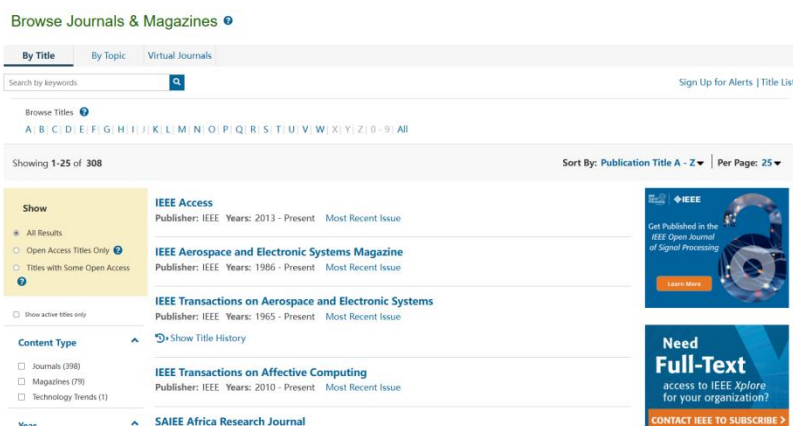 Browse Journals & Magazines ?
By Title By Topic Virtual Journals
Search by keywords
Sign Up for Alerts | Title List
Browse Titles ?
A | B | C | D | E | F | G | H | I | J | K | L | M | N | O | P | Q | R | S | T | U | V | W | X | Y | Z | 0 - 9 | All
Showing 1-25 of 308
Sort By: Publication Title A - Z Per Page: 25
Show
All Results
Open Access Titles Only ?
Titles with Some Open Access
?
Show active titles only
Content Type
Journals (398)
Magazines (79)
Technology Trends (1)
Year
IEEE Access
Publisher: IEEE Years: 2013 - Present Most Recent Issue
IEEE Aerospace and Electronic Systems Magazine
Publisher: IEEE Years: 1986 - Present Most Recent Issue
IEEE Transactions on Aerospace and Electronic Systems
Publisher: IEEE Years: 1965 - Present Most Recent Issue
Show Title History
IEEE Transactions on Affective Computing
Publisher: IEEE Years: 2010 - Present Most Recent Issue
SAIEE Africa Research Journal
IEEE
Get Published in the
IEEE Open Journal
of Signal Processing
Learn More
Need
Full-Text
access to IEEE Xplore
for your organization?
CONTACT IEEE TO SUBSCRIBE >